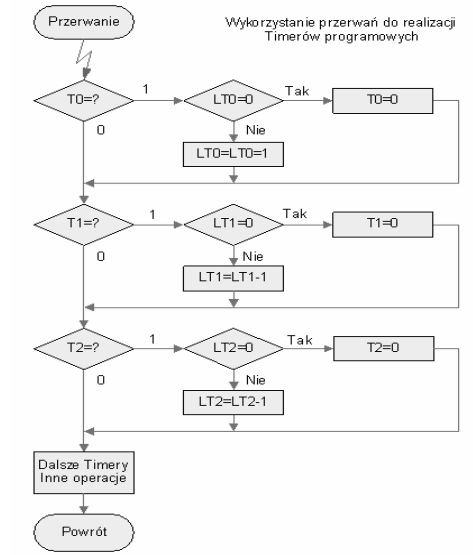 Przerwanie
Wykorzystanie przerwań do realizacji
Timerów programowych
T0=?
1
LT0=0
Tak
T0=0
0
Nie
LT0=LT0=1
T1=?
1
LT1=0
Tak
T1=0
0
Nie
LT1=LT1-1
T2=?
1
LT2=0
Tak
T2=0
0
Nie
LT2=LT2-1
Dalsze Timery
Inne operacje
Powrót